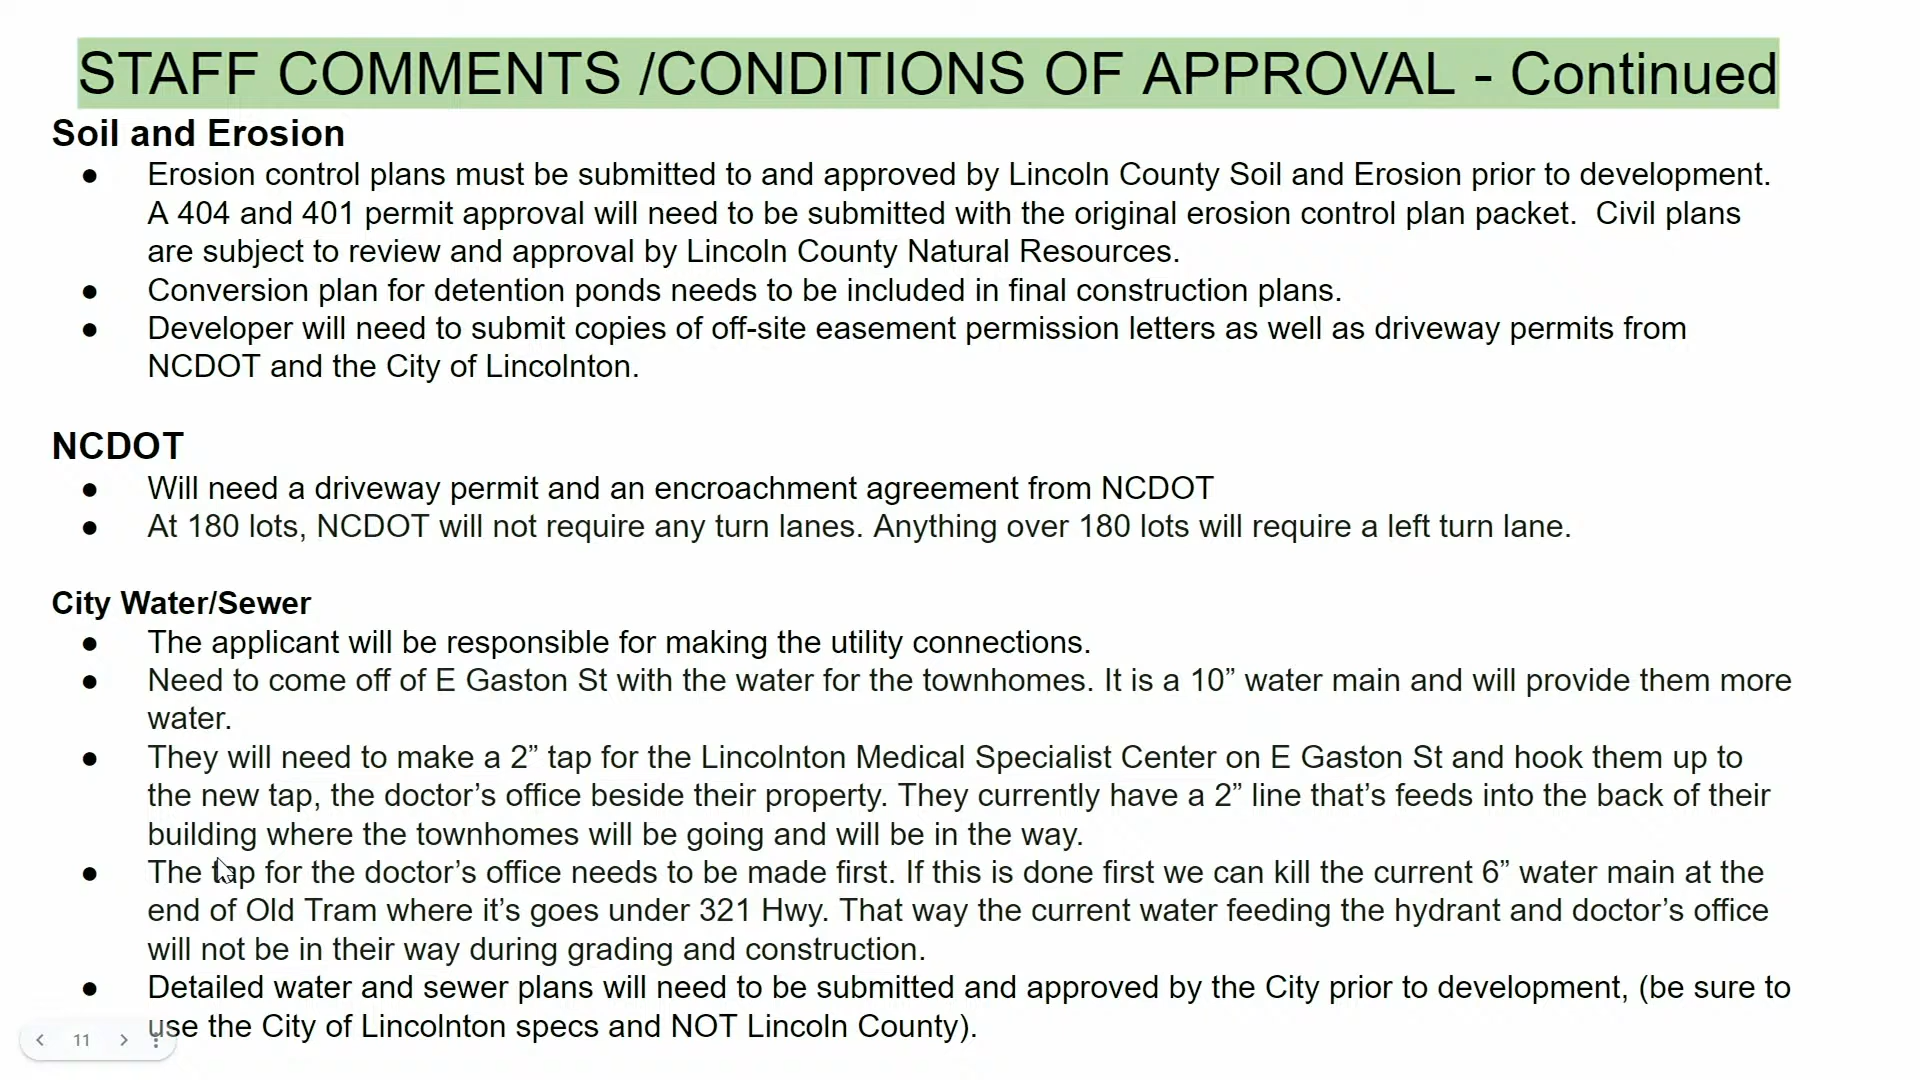 STAFF COMMENTS /CONDITIONS OF APPROVAL - Continued
Soil and Erosion
● Erosion control plans must be submitted to and approved by Lincoln County Soil and Erosion prior to development.
A 404 and 401 permit approval will need to be submitted with the original erosion control plan packet.  Civil plans
are subject to review and approval by Lincoln County Natural Resources.
● Conversion plan for detention ponds needs to be included in final construction plans.
● Developer will need to submit copies of off-site easement permission letters as well as driveway permits from
NCDOT and the City of Lincolnton.
NCDOT
● Will need a driveway permit and an encroachment agreement from NCDOT
● At 180 lots, NCDOT will not require any turn lanes. Anything over 180 lots will require a left turn lane.
City Water/Sewer
● The applicant will be responsible for making the utility connections.
● Need to come off of E Gaston St with the water for the townhomes. It is a 10” water main and will provide them more
water.
● They will need to make a 2” tap for the Lincolnton Medical Specialist Center on E Gaston St and hook them up to
the new tap, the doctor’s office beside their property. They currently have a 2” line that’s feeds into the back of their
building where the townhomes will be going and will be in the way.
● The tap for the doctor’s office needs to be made first. If this is done first we can kill the current 6” water main at the
end of Old Tram where it’s goes under 321 Hwy. That way the current water feeding the hydrant and doctor’s office
will not be in their way during grading and construction.
● Detailed water and sewer plans will need to be submitted and approved by the City prior to development, (be sure to
use the City of Lincolnton specs and NOT Lincoln County).
11